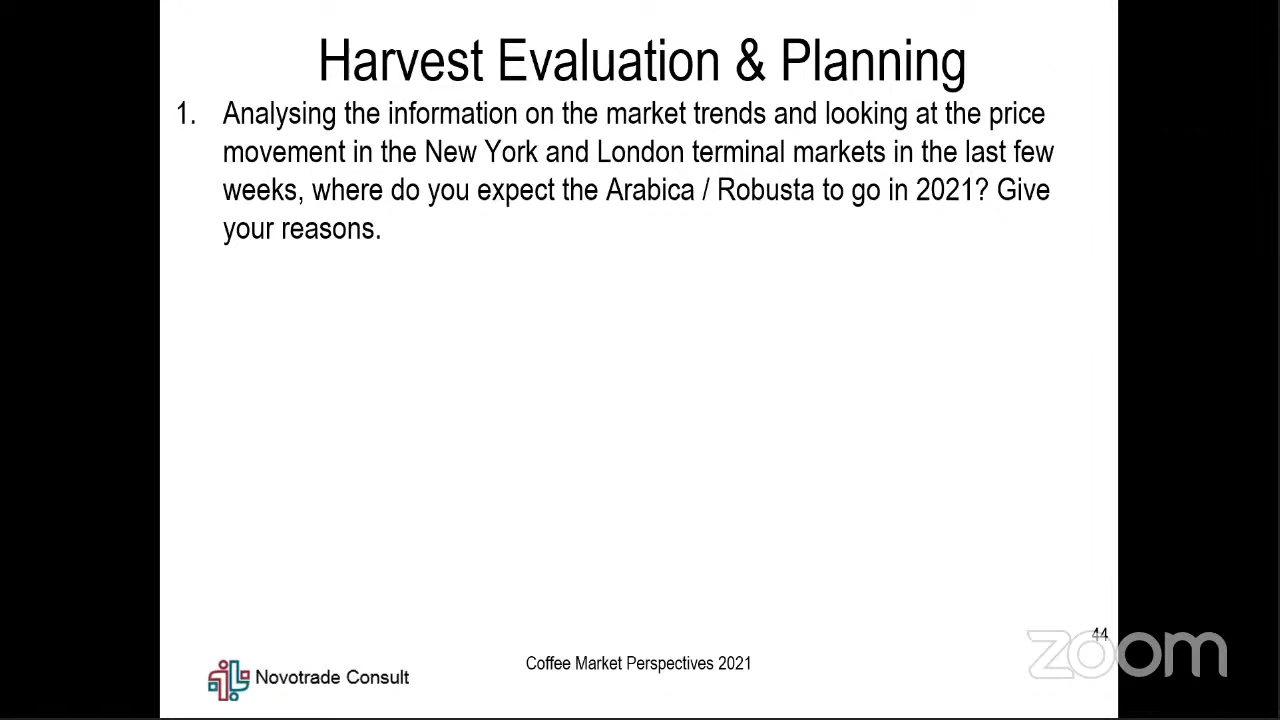 Harvest Evaluation & Planning
1. Analysing the information on the market trends and looking at the price
movement in the New York and London terminal markets in the last few
weeks, where do you expect the Arabica / Robusta to go in 2021? Give
your reasons.
44
zoom
Coffee Market Perspectives 2021
Novotrade Consult